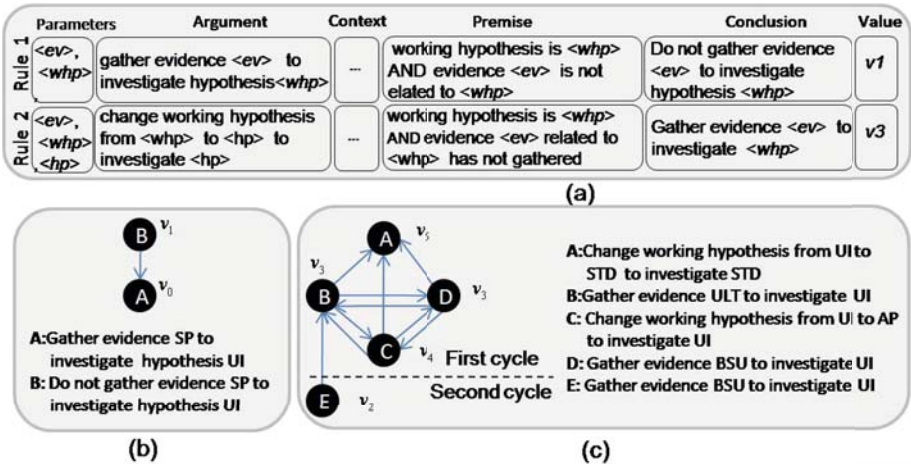 Parameters Argument Context Premise Conclusion Value
Rule 1
<ev>,
<whp>
,
gather evidence <ev> to
investigate hypothesis<whp>
...
working hypothesis is <whp>
AND evidence <ev> is not
elated to <whp>
Do not gather evidence
<ev> to investigate
hypothesis <whp>
v1
Rule 2
<ev>,
,<whp>
<hp>
change working hypothesis
from <whp> to <hp> to
investigate <hp>
...
working hypothesis is <whp>
AND evidence <ev> related to
<whp> has not gathered
Gather evidence <ev> to
investigate <whp>
v3
(a)
B v1
A v0
A:Gather evidence SP to
investigate hypothesis UI
B: Do not gather evidence SP to
investigate hypothesis UI
(b)
A v5
v3
B D v3
C v4
First cycle
Second cycle
E v2
A:Change working hypothesis from UI to
STD to investigate STD
B:Gather evidence ULT to investigate UI
C: Change working hypothesis from UI to AP
to investigate UI
D: Gather evidence BSU to investigate UI
E: Gather evidence BSU to investigate UI
(c)